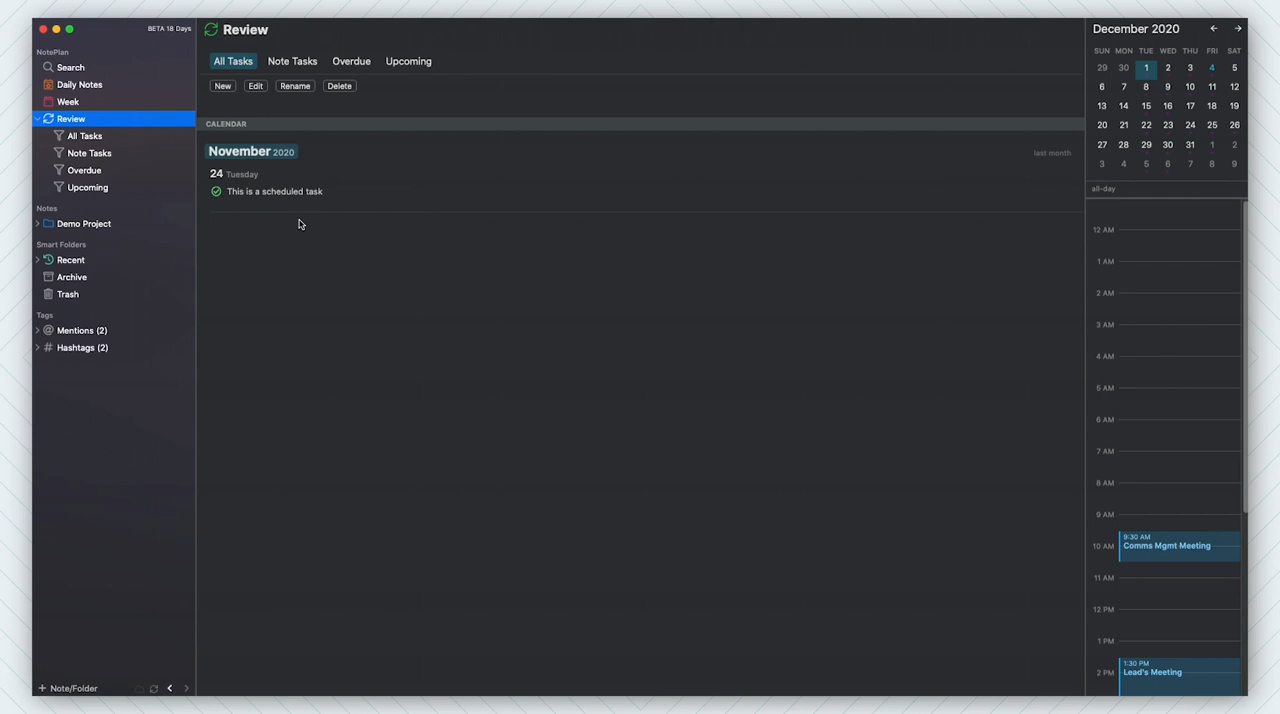 BETA 18 Days
NotePlan
Search
Daily Notes
Week
Review
All Tasks
Note Tasks
Overdue
Upcoming
Notes
Demo Project
Smart Folders
Recent
Archive
Trash
Tags
@ Mentions (2)
# Hashtags (2)
+ Note/Folder
Review
All Tasks Note Tasks Overdue Upcoming
New Edit Rename Delete
CALENDAR
November 2020 last month
24 Tuesday
This is a scheduled task
December 2020
SUN MON TUE WED THU FRI SAT
29 30 1 2 3 4 5
6 7 8 9 10 11 12
13 14 15 16 17 18 19
20 21 22 23 24 25 26
27 28 29 30 31 1 2
3 4 5 6 7 8 9
all-day
12 AM
1 AM
2 AM
3 AM
4 AM
5 AM
6 AM
7 AM
8 AM
9 AM
9:30 AM
10 AM Comms Mgmt Meeting
11 AM
12 PM
1 PM
1:30 PM
2 PM Lead's Meeting